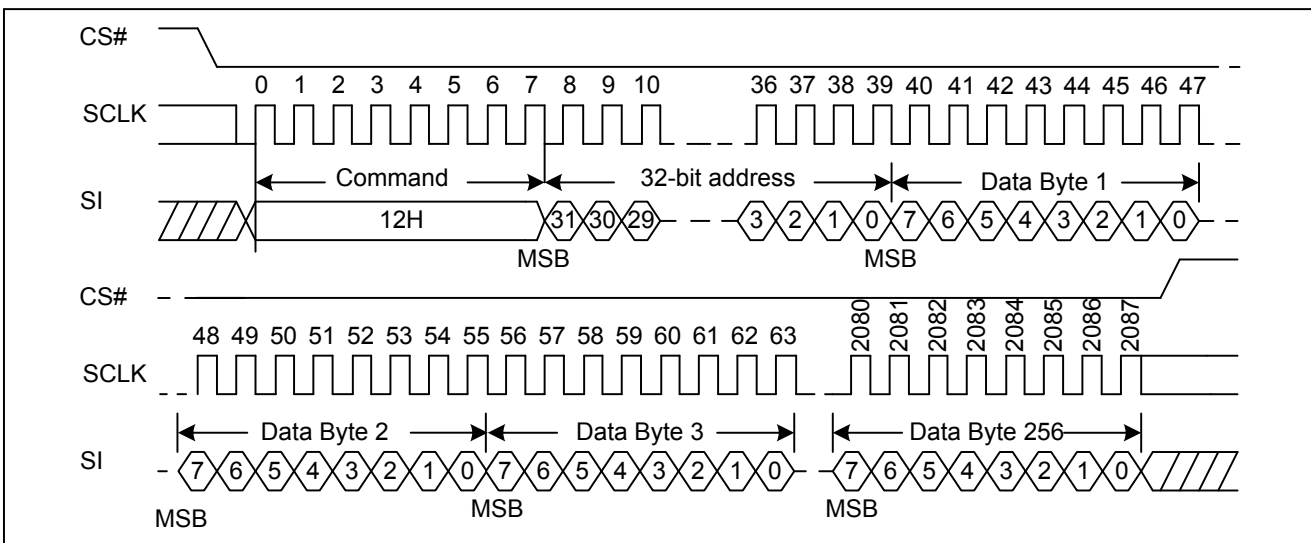 CS#
0 1 2 3 4 5 6 7 8 9 10 36 37 38 39 40 41 42 43 44 45 46 47
SCLK
Command 32-bit address Data Byte 1
SI
12H 31 30 29 3 2 1 0 7 6 5 4 3 2 1 0
MSB MSB
CS#
48 49 50 51 52 53 54 55 56 57 58 59 60 61 62 63 2080 2081 2082 2083 2084 2085 2086 2087
SCLK
Data Byte 2 Data Byte 3 Data Byte 256
SI
7 6 5 4 3 2 1 0 7 6 5 4 3 2 1 0 7 6 5 4 3 2 1 0
MSB MSB MSB